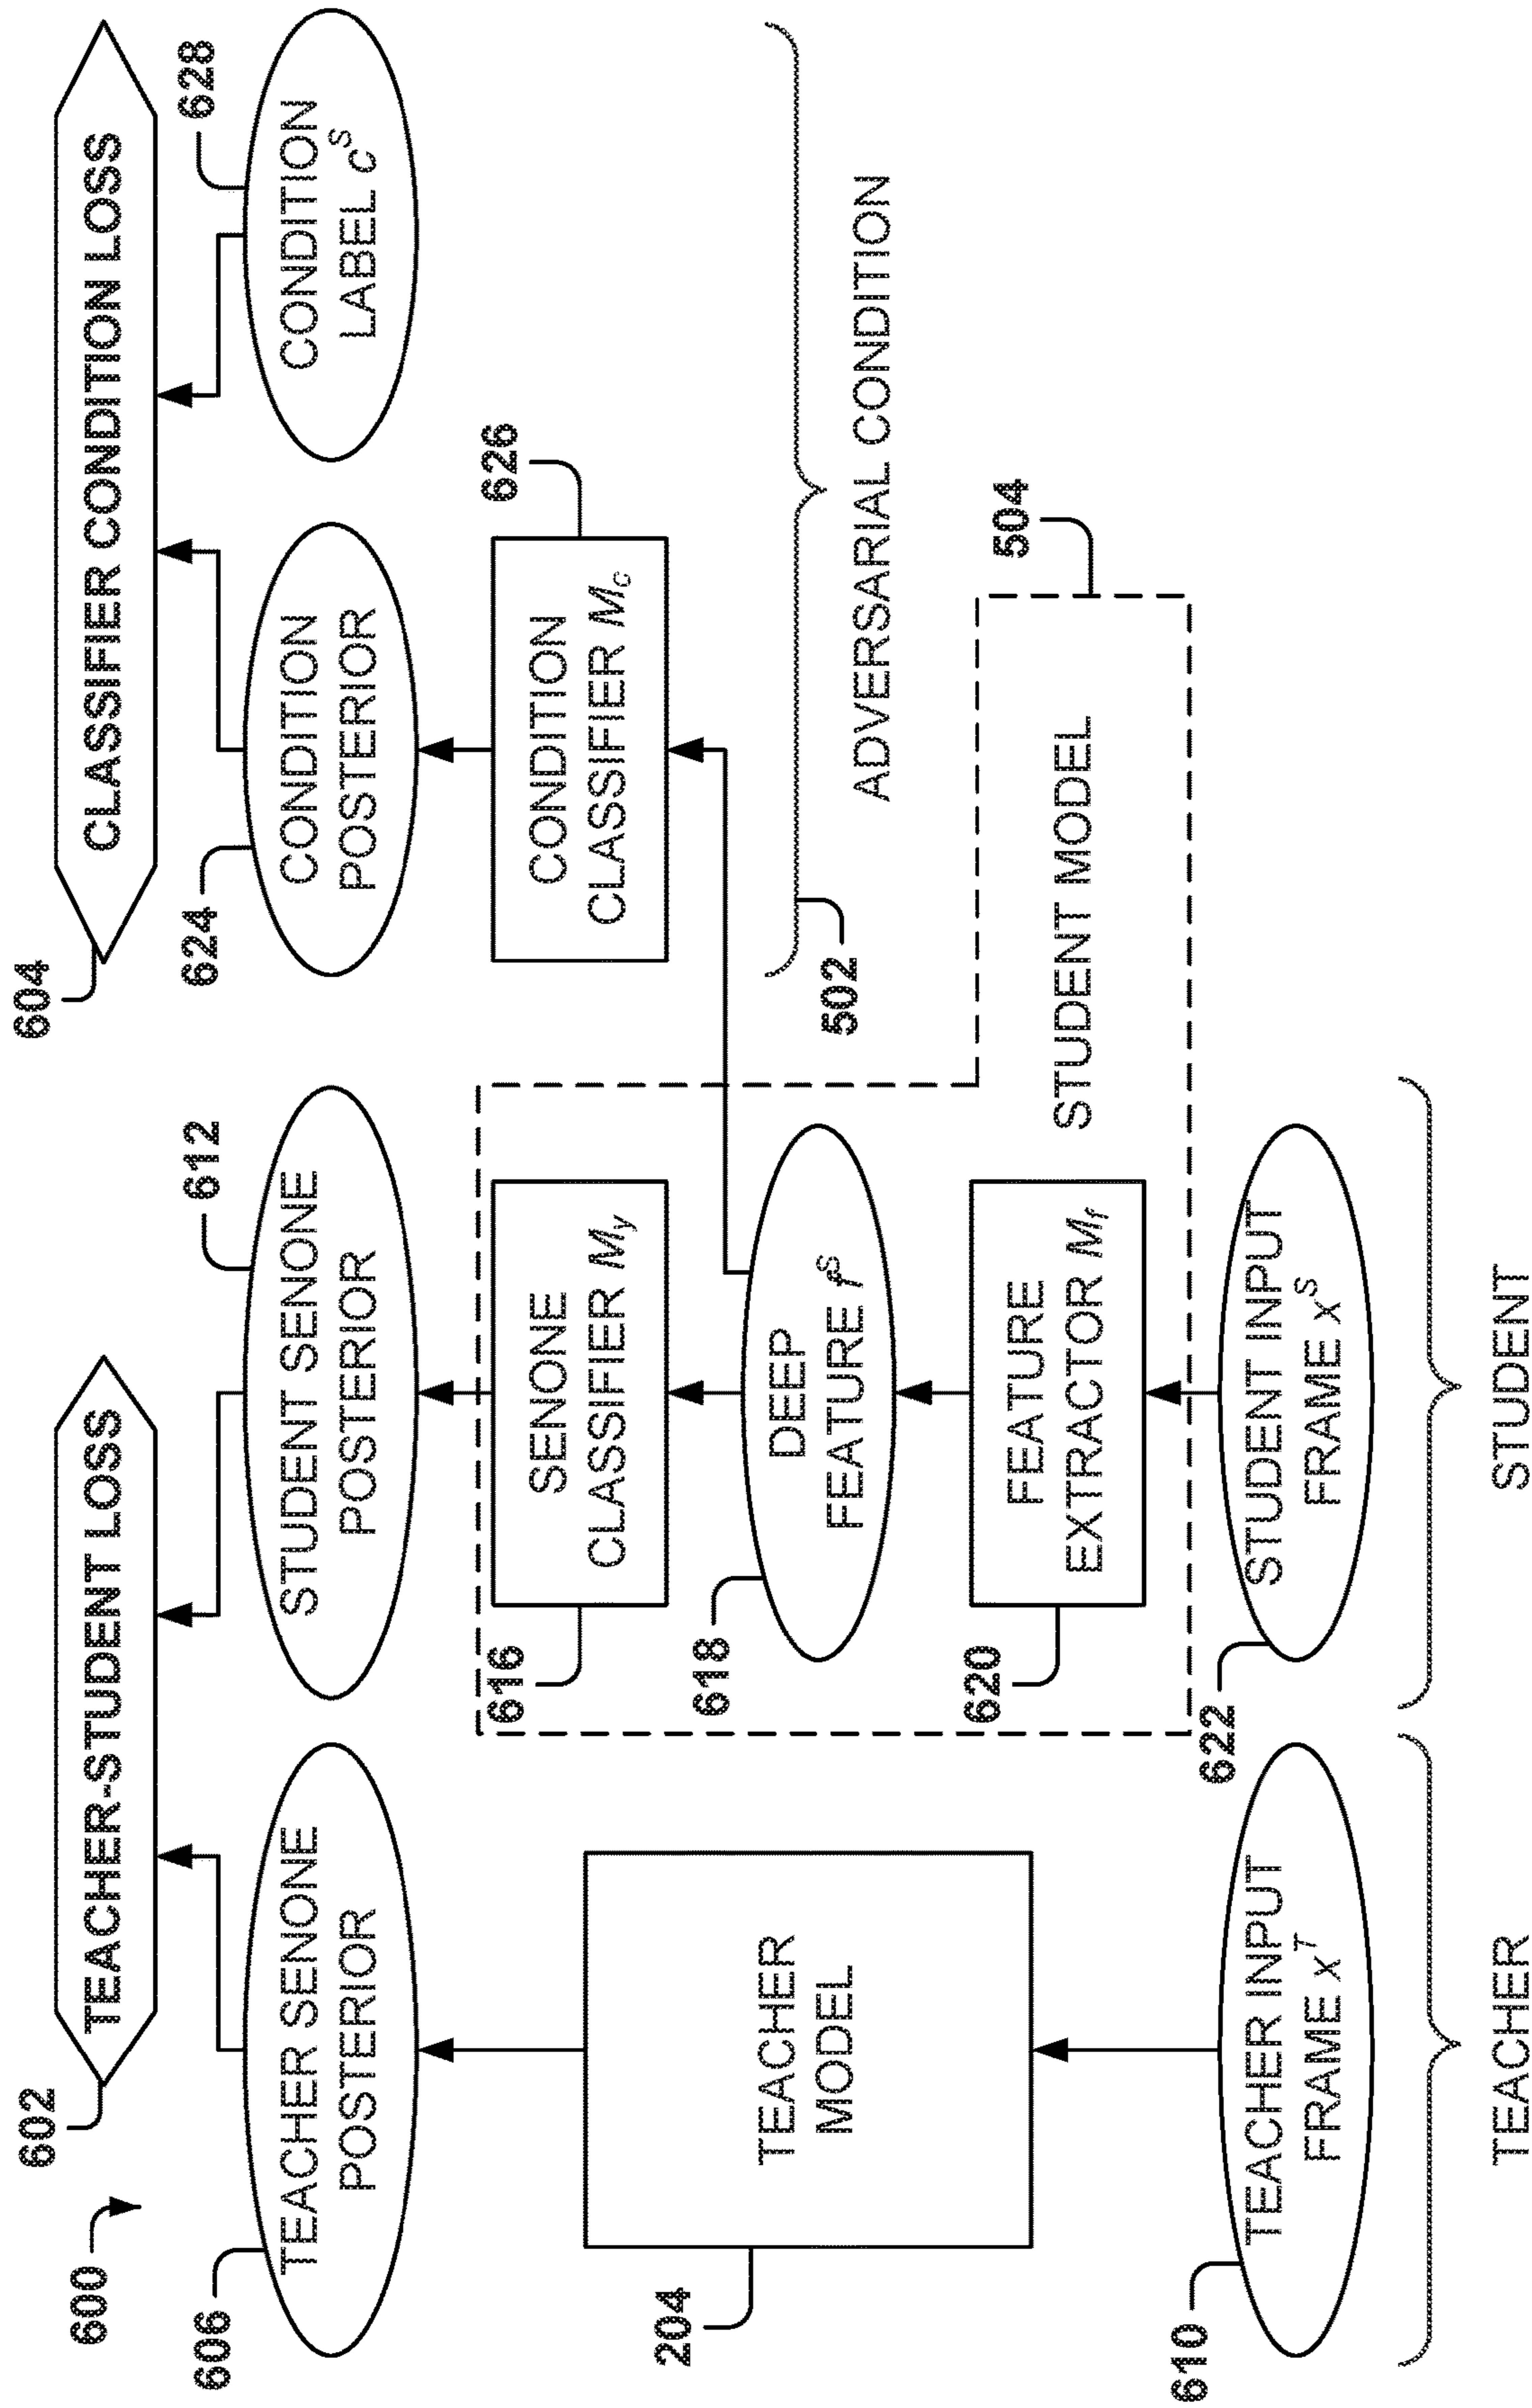 600
602
TEACHER-STUDENT LOSS
604
CLASSIFIER CONDITION LOSS
606
TEACHER SENONE
POSTERIOR
612
STUDENT SENONE
POSTERIOR
624
CONDITION
POSTERIOR
628
CONDITION
LABEL c^S
204
TEACHER
MODEL
616
SENONE
CLASSIFIER M_y
626
CONDITION
CLASSIFIER M_c
618
DEEP
FEATURE f^S
502
ADVERSARIAL CONDITION
620
FEATURE
EXTRACTOR M_f
STUDENT MODEL
504
610
TEACHER INPUT
FRAME x^T
622
STUDENT INPUT
FRAME x^S
TEACHER
STUDENT